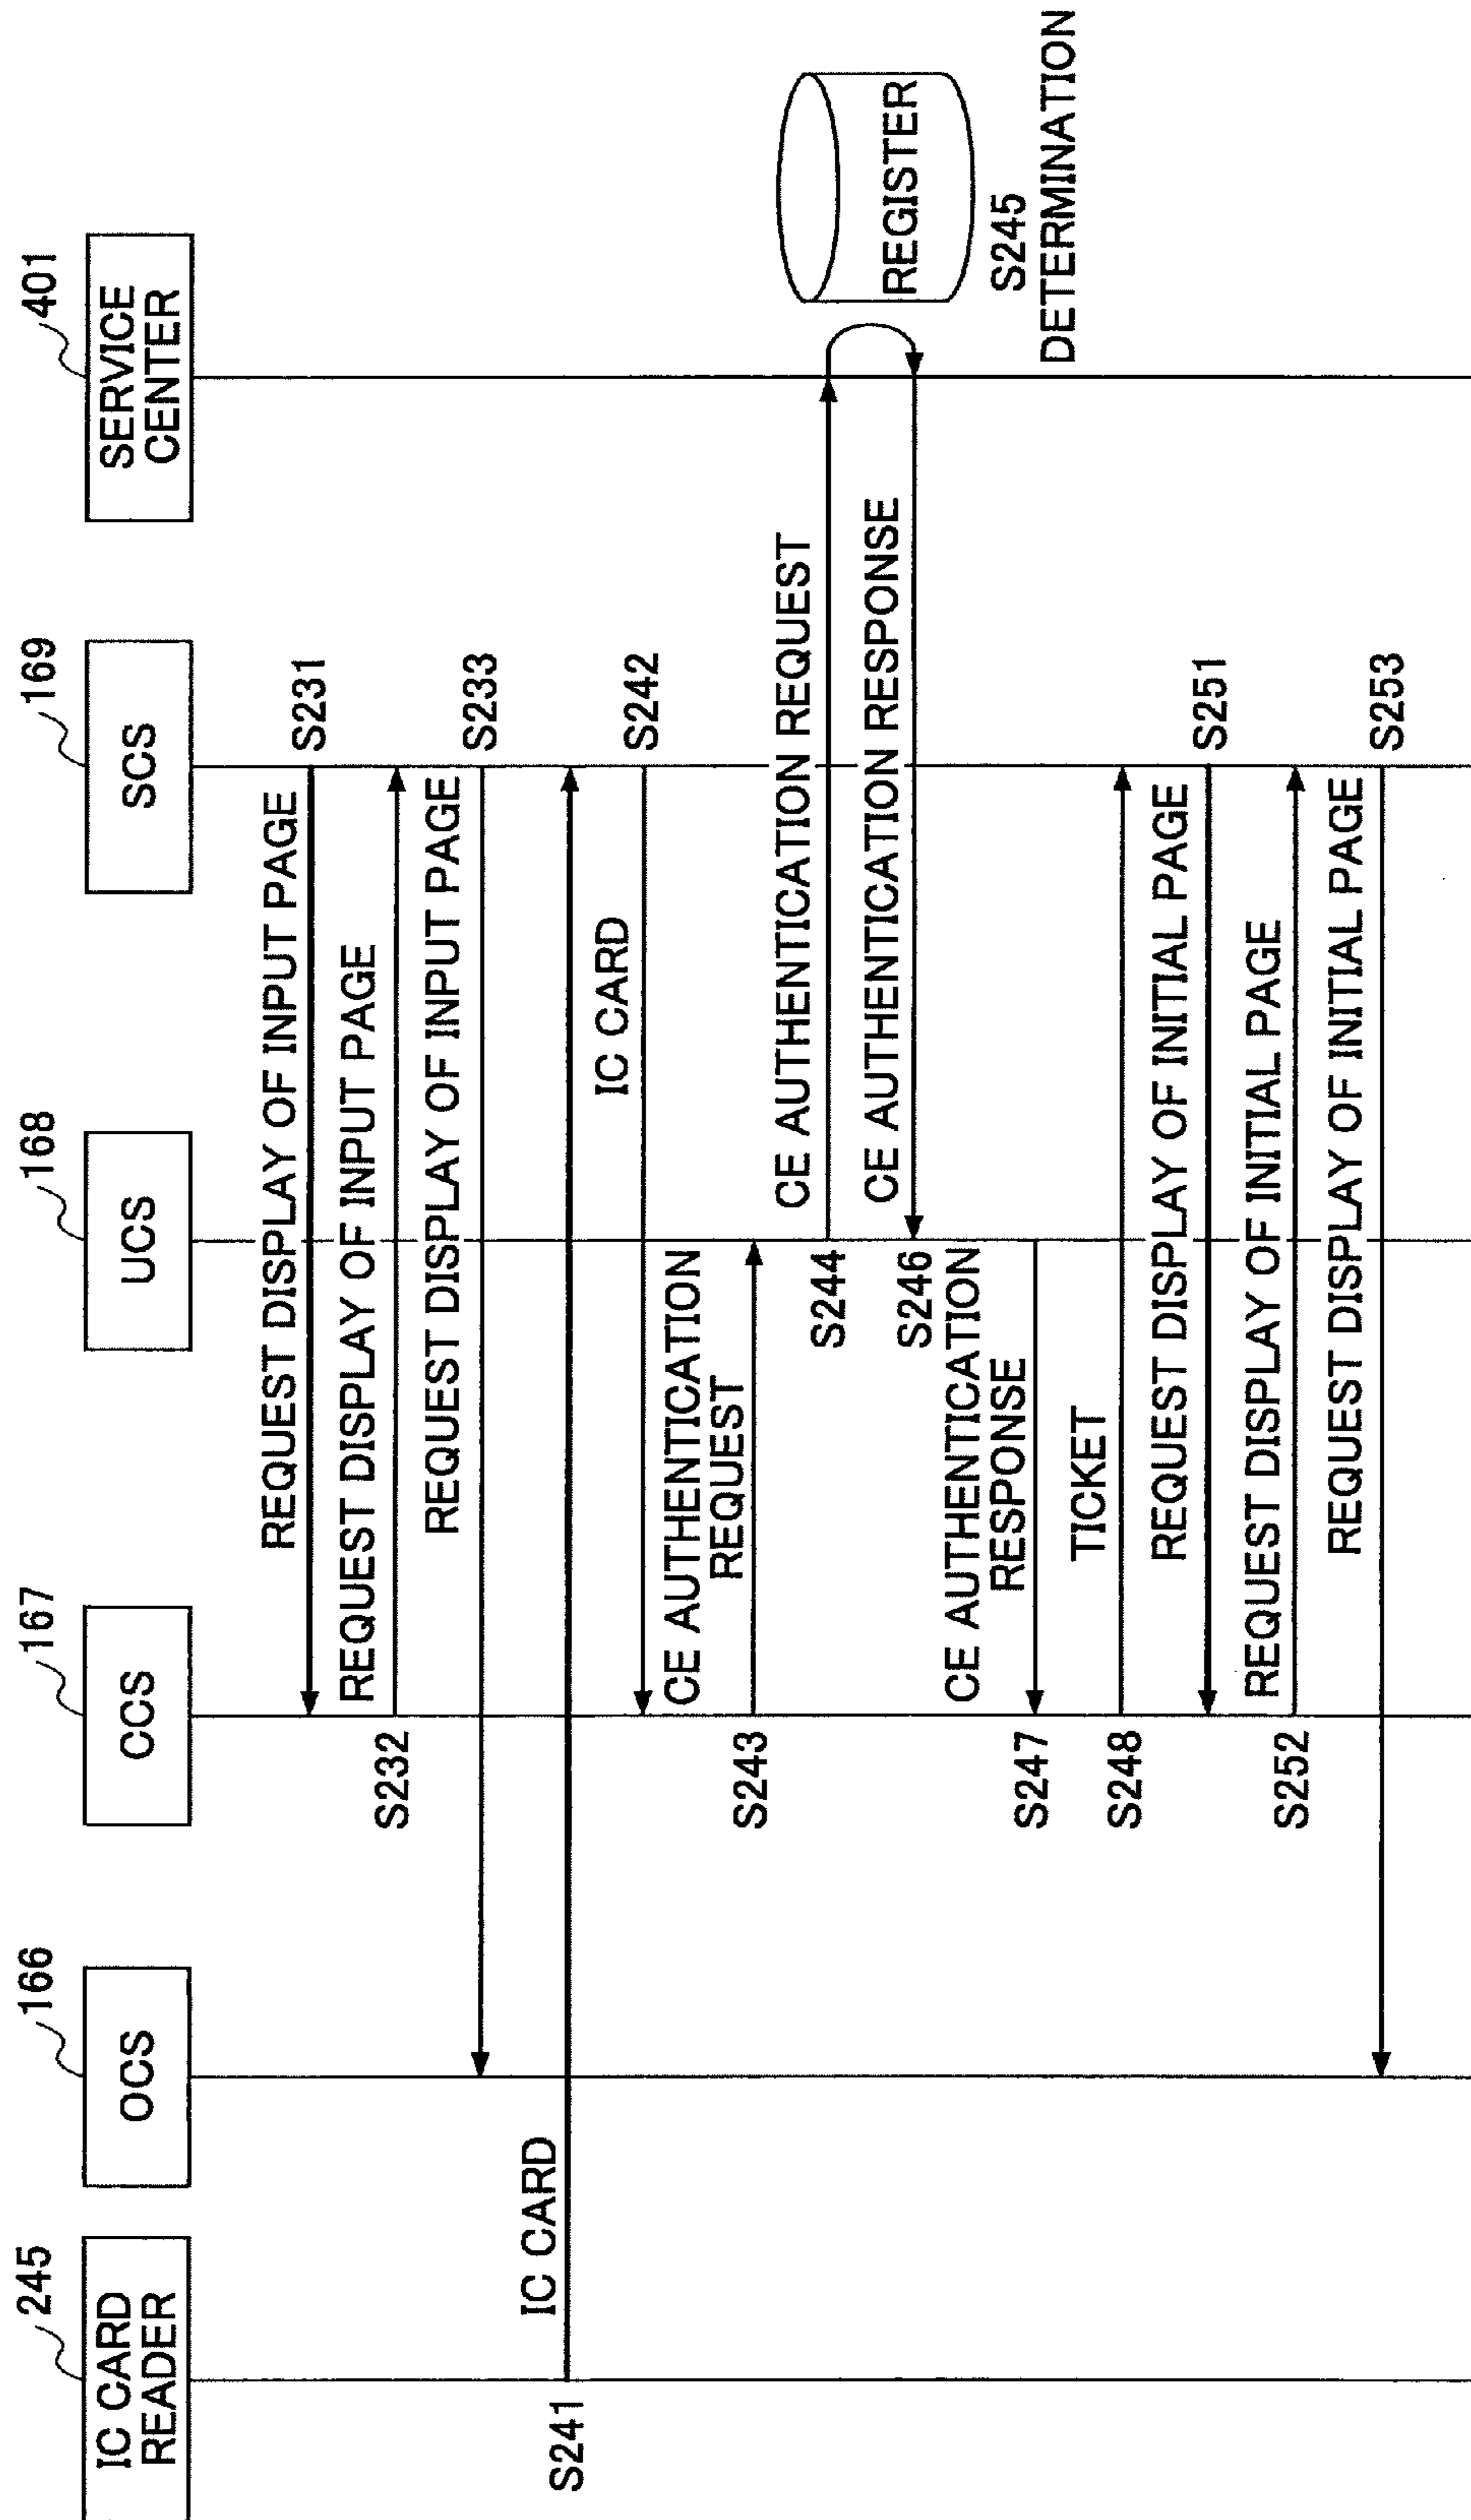 245
IC CARD
READER
166
OCS
167
CCS
168
UCS
169
SCS
401
SERVICE
CENTER
REQUEST DISPLAY OF INPUT PAGE
S231
REQUEST DISPLAY OF INPUT PAGE
S232
REQUEST DISPLAY OF INPUT PAGE
S233
IC CARD
S241
IC CARD
S242
CE AUTHENTICATION
REQUEST
S243
CE AUTHENTICATION REQUEST
S244
REGISTER
S245
DETERMINATION
CE AUTHENTICATION RESPONSE
S246
CE AUTHENTICATION
RESPONSE
S247
TICKET
S248
REQUEST DISPLAY OF INITIAL PAGE
S251
REQUEST DISPLAY OF INITIAL PAGE
S252
REQUEST DISPLAY OF INITIAL PAGE
S253